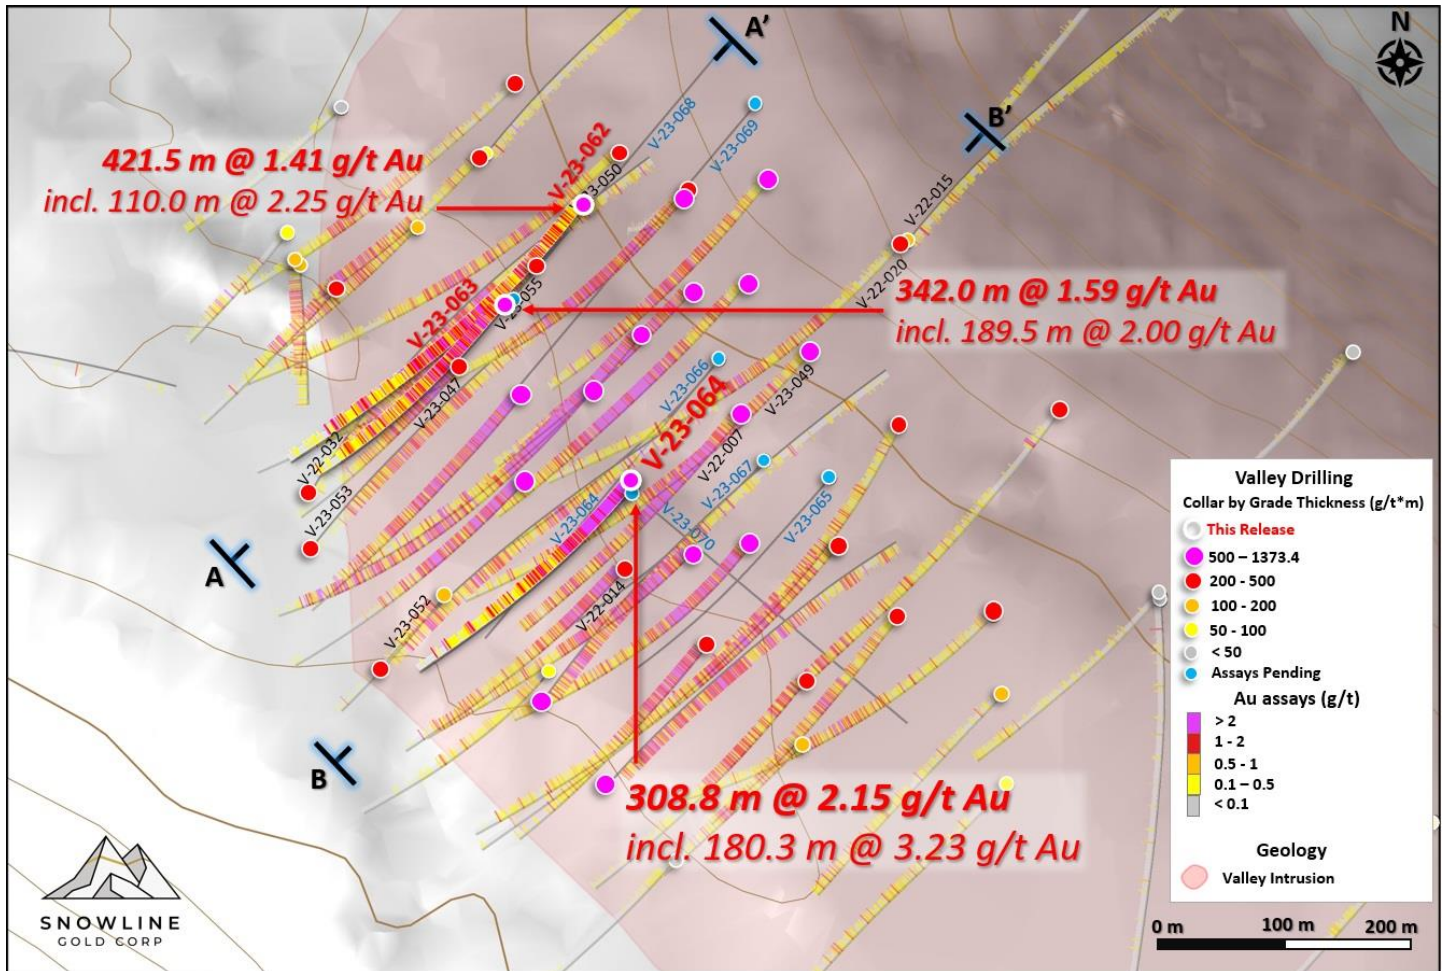 A'
N
B'
V-23-068
V-23-069
V-23-062
23-050
421.5 m @ 1.41 g/t Au
incl. 110.0 m @ 2.25 g/t Au
V-22-015
V-22-020
V-23-063
23-055
342.0 m @ 1.59 g/t Au
incl. 189.5 m @ 2.00 g/t Au
V-23-066
V-23-049
V-23-047
V-23-064
V-22-007
V-22-032
V-23-053
V-23-067
V-23-065
V-23-064
V-23-070
A
V-22-014
V-23-052
B
308.8 m @ 2.15 g/t Au
incl. 180.3 m @ 3.23 g/t Au
Valley Drilling
Collar by Grade Thickness (g/t*m)
This Release
500 – 1373.4
200 - 500
100 - 200
50 - 100
< 50
Assays Pending
Au assays (g/t)
> 2
1 - 2
0.5 - 1
0.1 – 0.5
< 0.1
Geology
Valley Intrusion
0 m 100 m 200 m
SNOWLINE
GOLD CORP